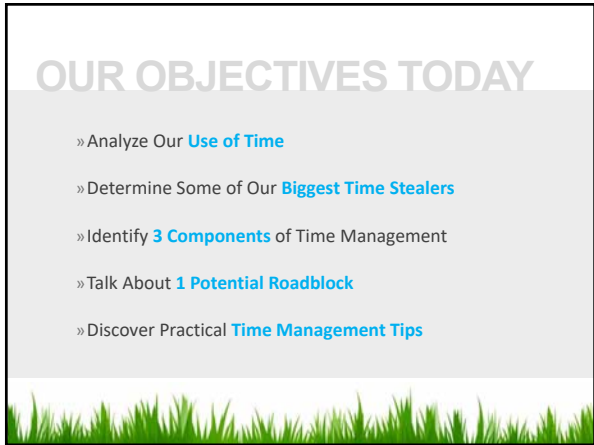 OUR OBJECTIVES TODAY
»Analyze Our Use of Time
»Determine Some of Our Biggest Time Stealers
»Identify 3 Components of Time Management
»Talk About 1 Potential Roadblock
»Discover Practical Time Management Tips